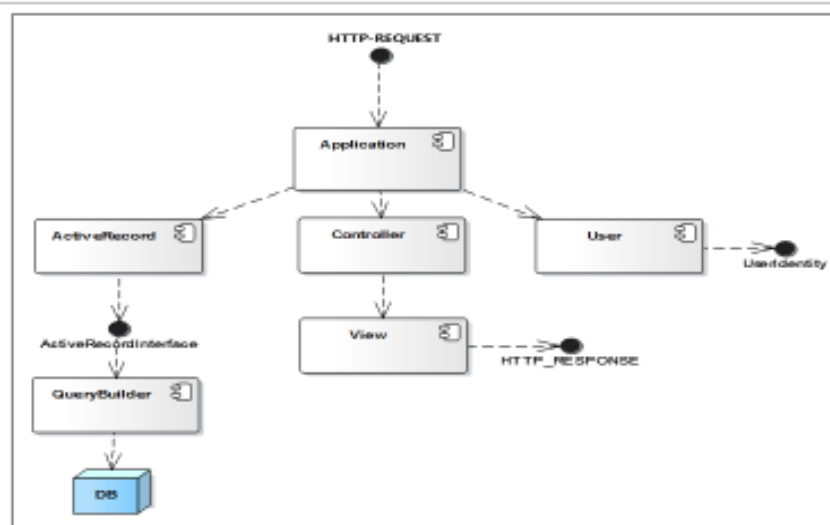 HTTP-REQUEST
Application
ActiveRecord
Controller
User
UserIdentity
View
ActiveRecordInterface
HTTP_RESPONSE
QueryBuilder
DB